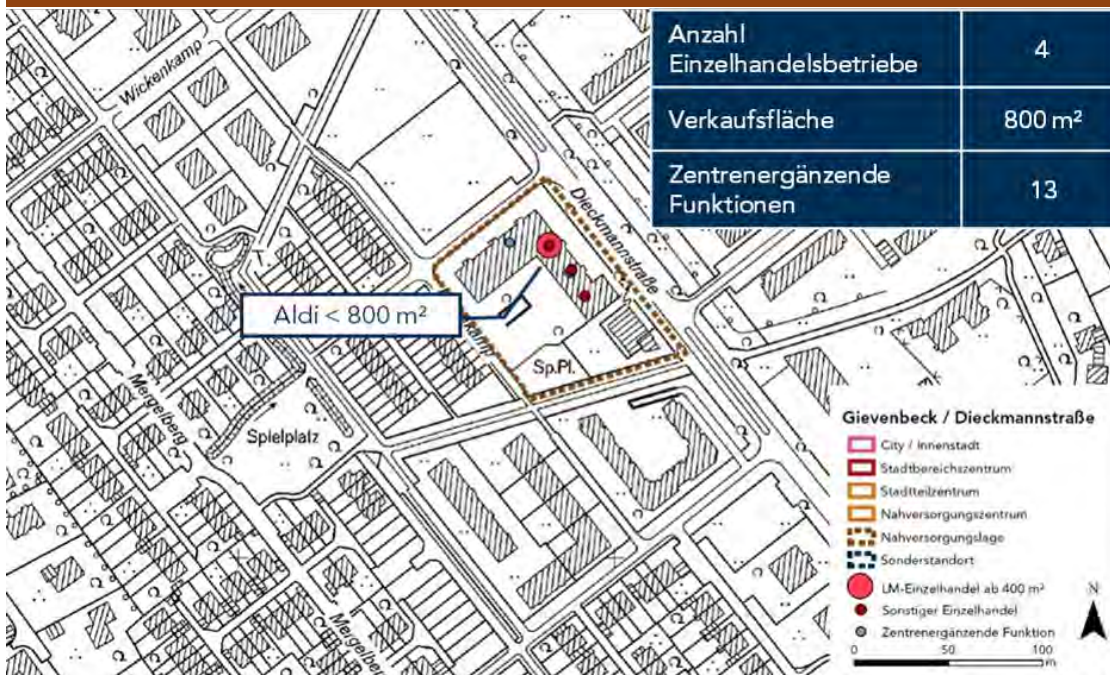 Anzahl
Einzelhandelsbetriebe
4
Verkaufsfläche
800 m²
Zentrenergänzende
Funktionen
13
Wickenkamp
Dieckmannstraße
Aldi < 800 m²
Sp.Pl.
Mergelberg
Spielplatz
Mergelberg
Gievenbeck / Dieckmannstraße
City / Innenstadt
Stadtbereichszentrum
Stadtteilzentrum
Nahversorgungszentrum
Nahversorgungslage
Sonderstandort
LM-Einzelhandel ab 400 m²
Sonstiger Einzelhandel
Zentrenergänzende Funktion
N
0 50 100
m